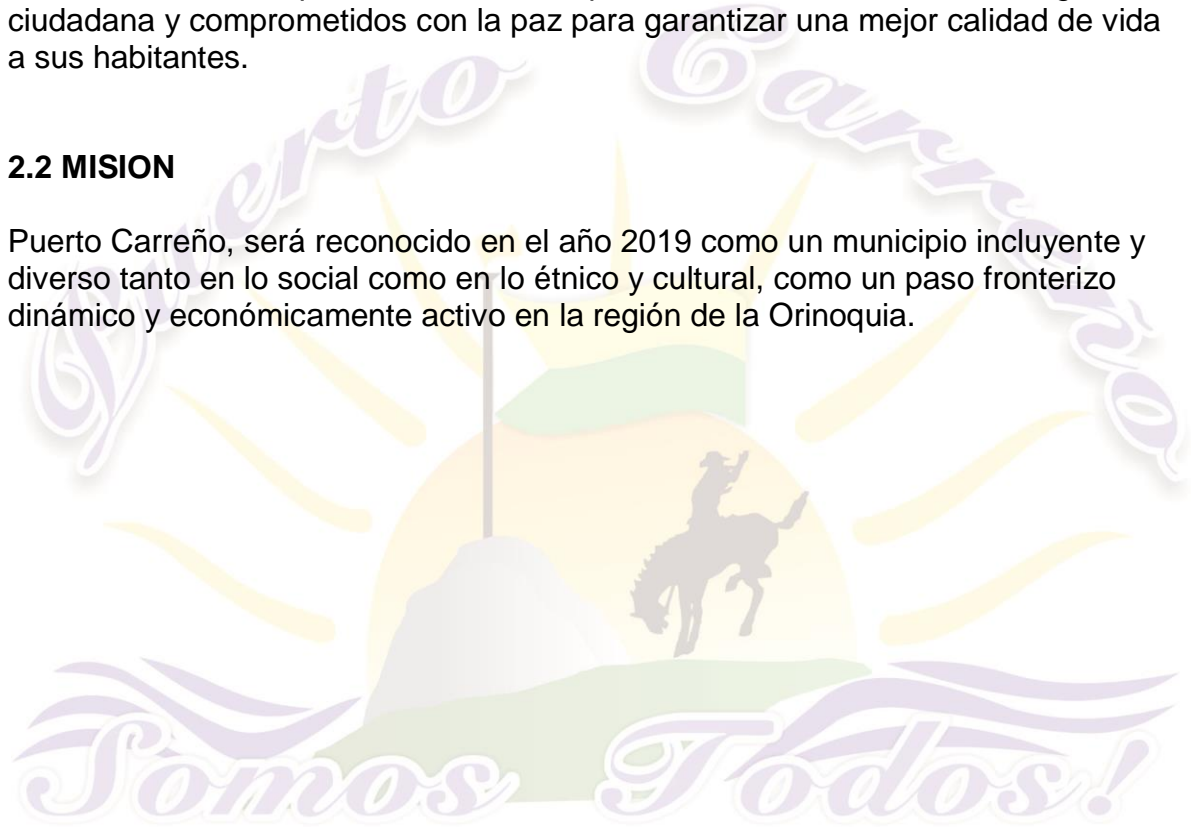 ciudadana y comprometidos con la paz para garantizar una mejor calidad de vida
a sus habitantes.
2.2 MISION
Puerto Carreño, será reconocido en el año 2019 como un municipio incluyente y
diverso tanto en lo social como en lo étnico y cultural, como un paso fronterizo
dinámico y económicamente activo en la región de la Orinoquia.
Puerto Carreño
Somos Todos!